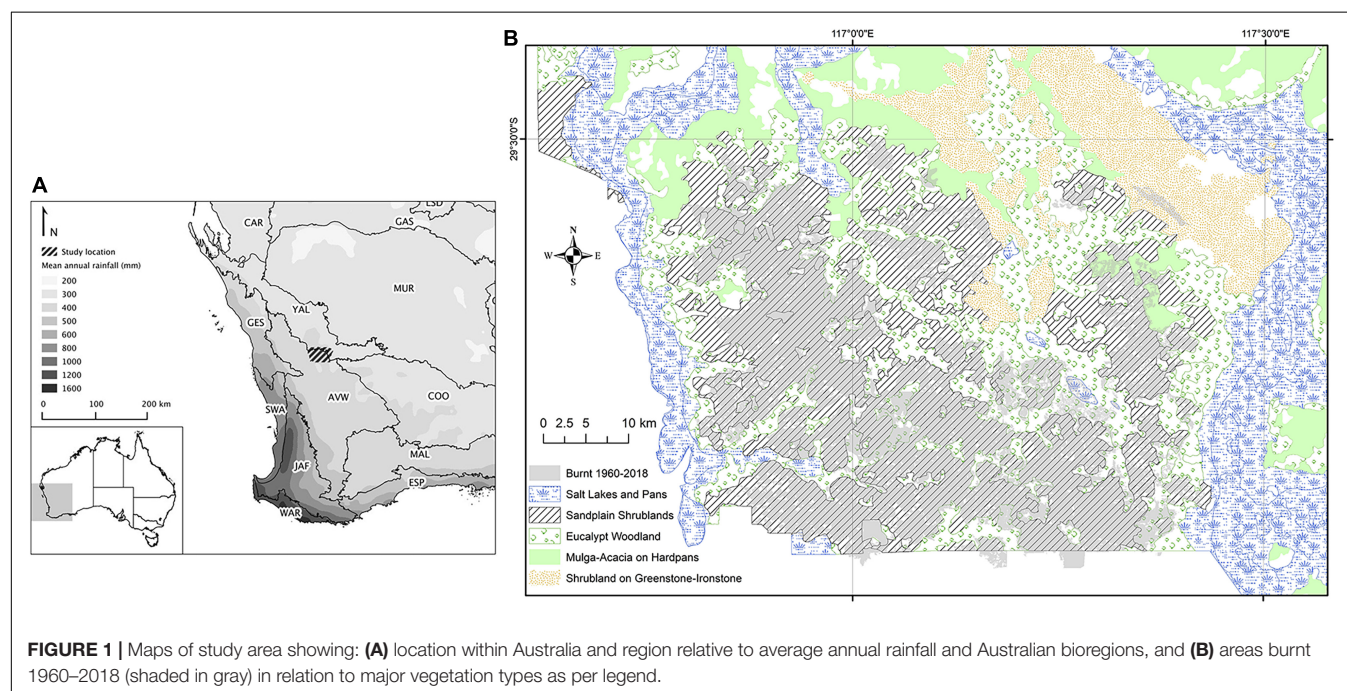 A
N
Study location
Mean annual rainfall (mm)
200
300
400
500
600
800
1000
1200
1600
0 100 200 km
CAR
GAS
LSD
MUR
YAL
GES
AVW
COO
SWA
MAL
JAF
ESP
WAR
B
117°0'0"E
117°30'0"E
29°30'0"S
N
W
E
S
0 2.5 5 10 km
Burnt 1960-2018
Salt Lakes and Pans
Sandplain Shrublands
Eucalypt Woodland
Mulga-Acacia on Hardpans
Shrubland on Greenstone-Ironstone
FIGURE 1 | Maps of study area showing: (A) location within Australia and region relative to average annual rainfall and Australian bioregions, and (B) areas burnt
1960–2018 (shaded in gray) in relation to major vegetation types as per legend.